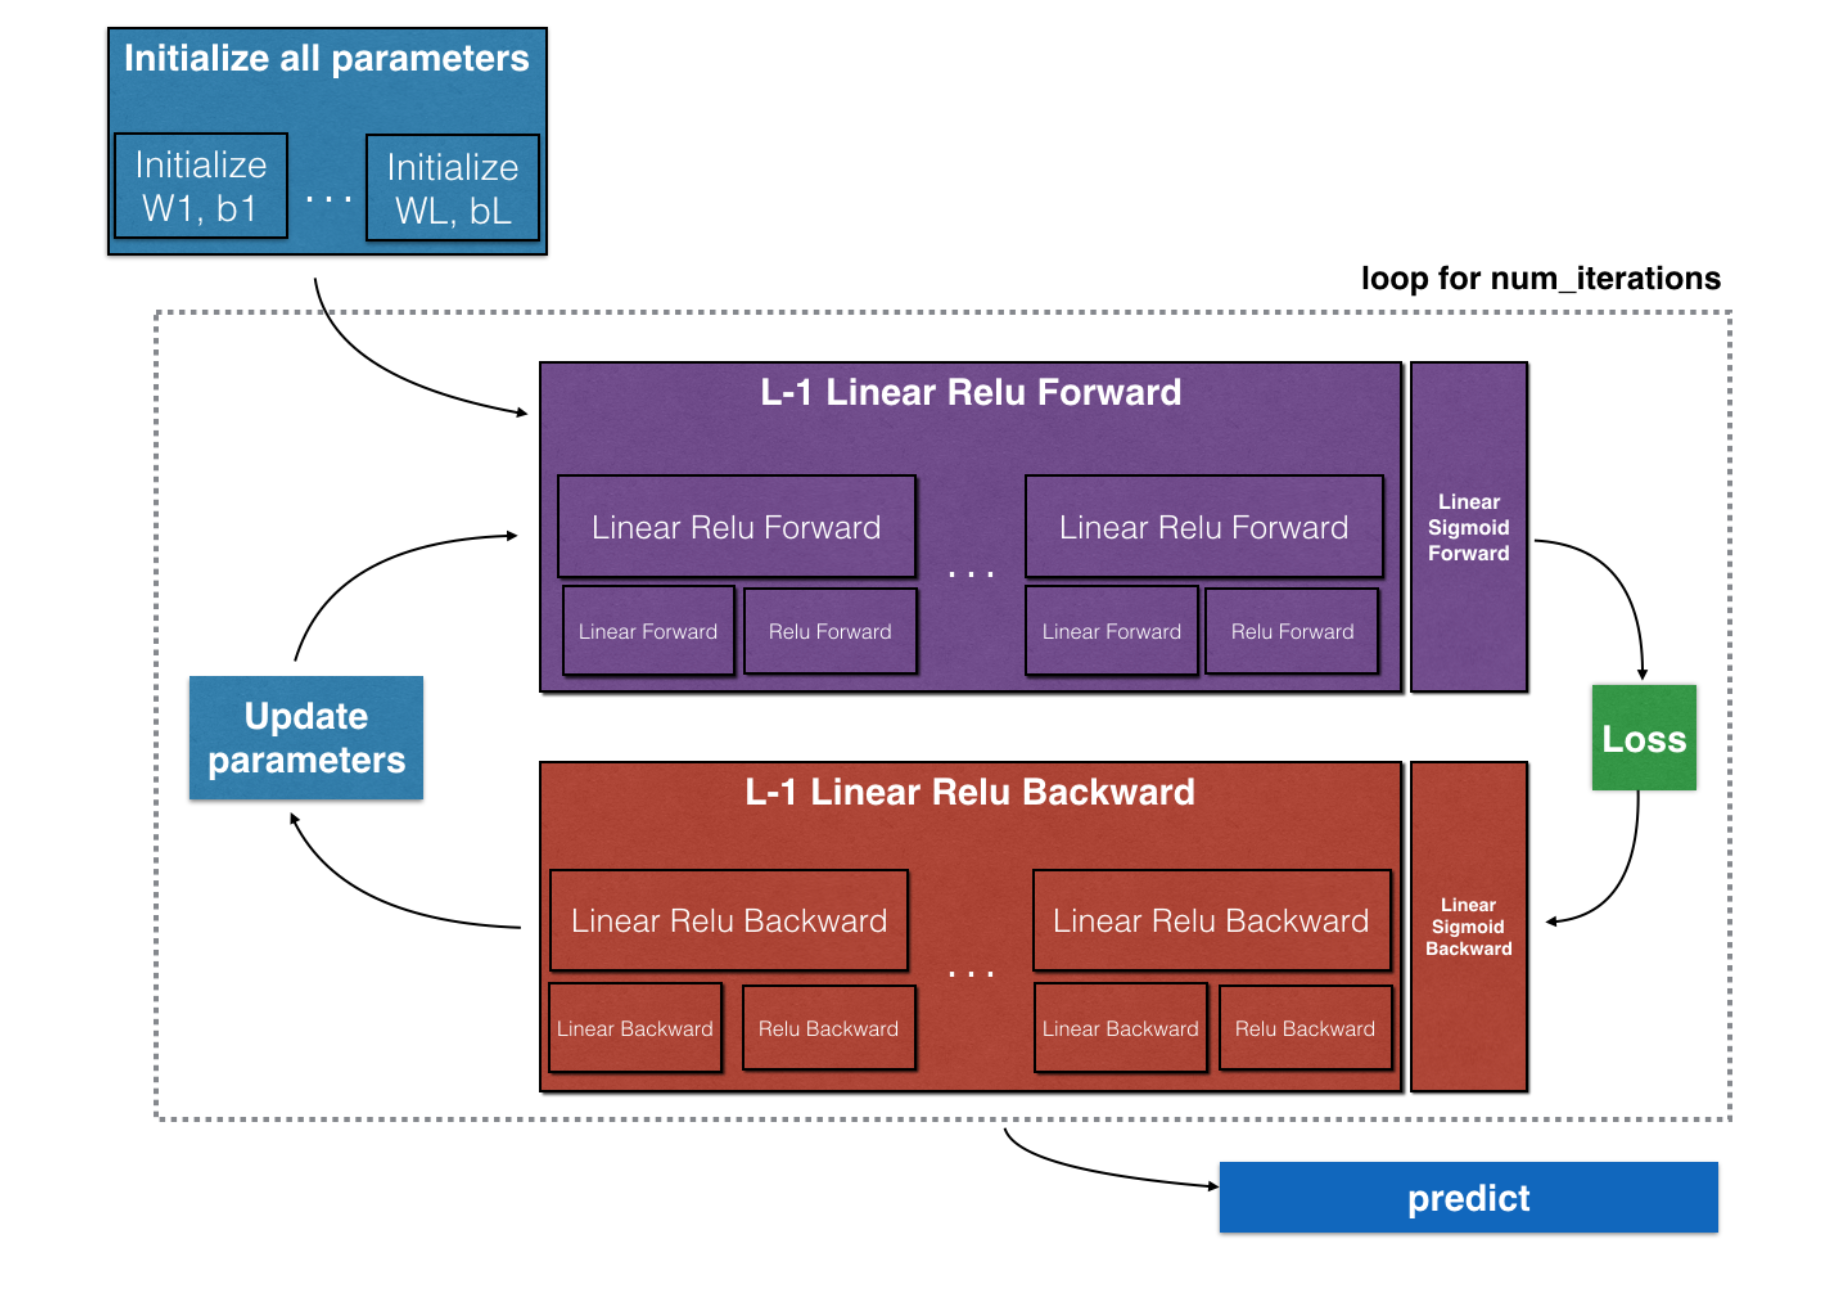 Initialize all parameters
Initialize
W1, b1
...
Initialize
WL, bL
loop for num_iterations
L-1 Linear Relu Forward
Linear Relu Forward
Linear Forward
Relu Forward
...
Linear Relu Forward
Linear Forward
Relu Forward
Linear
Sigmoid
Forward
Update
parameters
Loss
L-1 Linear Relu Backward
Linear Relu Backward
Linear Backward
Relu Backward
...
Linear Relu Backward
Linear Backward
Relu Backward
Linear
Sigmoid
Backward
predict